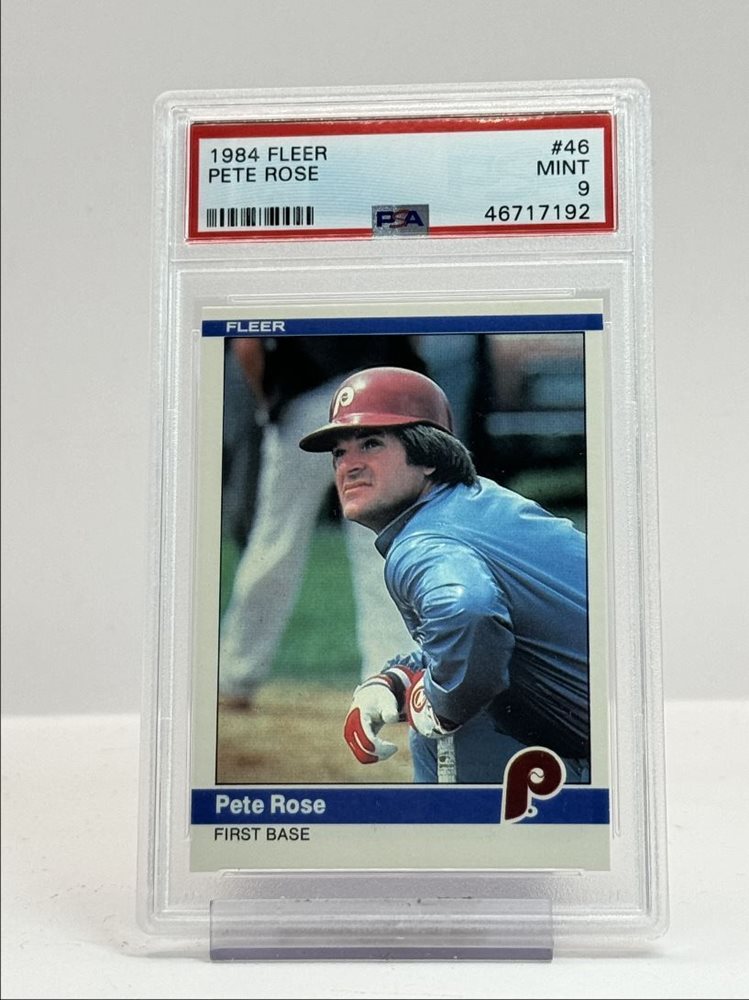 1984 FLEER #46
PETE ROSE MINT
9
PSA 46717192
FLEER
P
Pete Rose
P
FIRST BASE